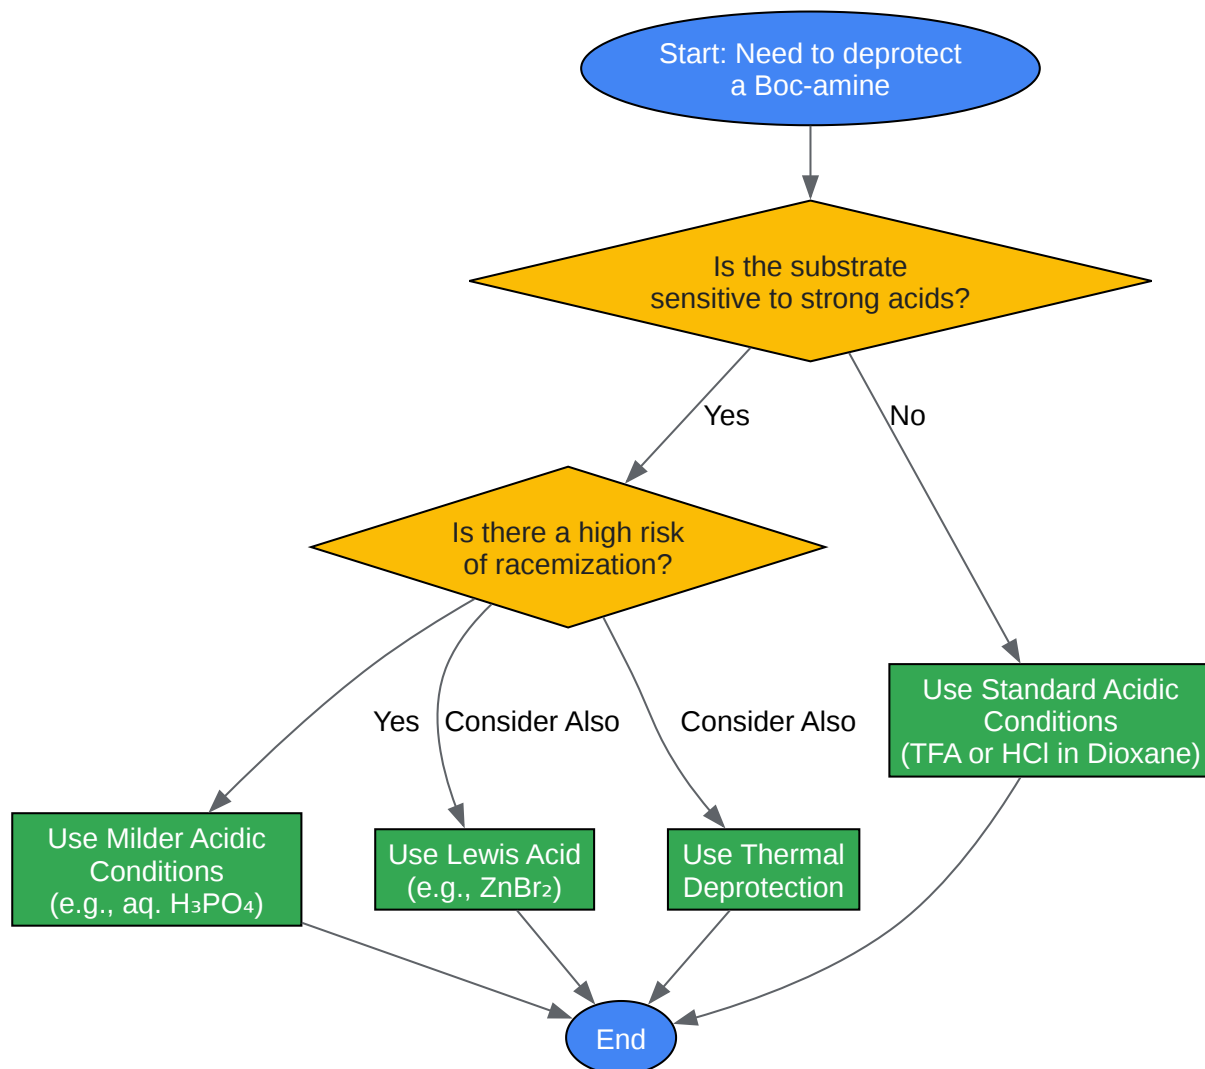 Start: Need to deprotect
a Boc-amine
Is the substrate
sensitive to strong acids?
Yes
No
Is there a high risk
of racemization?
Yes
Consider Also
Consider Also
Use Standard Acidic
Conditions
(TFA or HCl in Dioxane)
Use Milder Acidic
Conditions
(e.g., aq. H₃PO₄)
Use Lewis Acid
(e.g., ZnBr₂)
Use Thermal
Deprotection
End